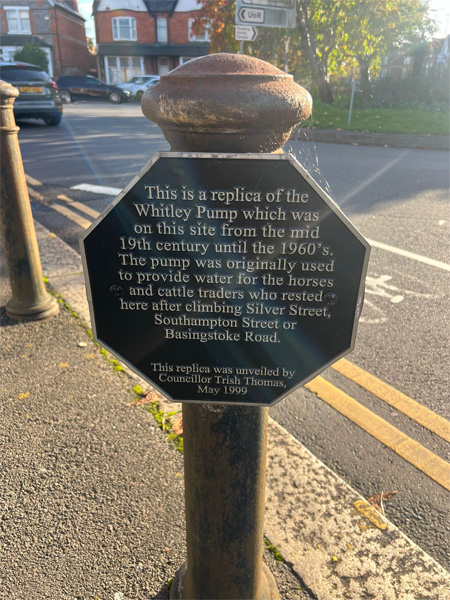 UoR
This is a replica of the
Whitley Pump which was
on this site from the mid
19th century until the 1960's.
The pump was originally used
to provide water for the horses
and cattle traders who rested
here after climbing Silver Street,
Southampton Street or
Basingstoke Road.
This replica was unveiled by
Councillor Trish Thomas,
May 1999